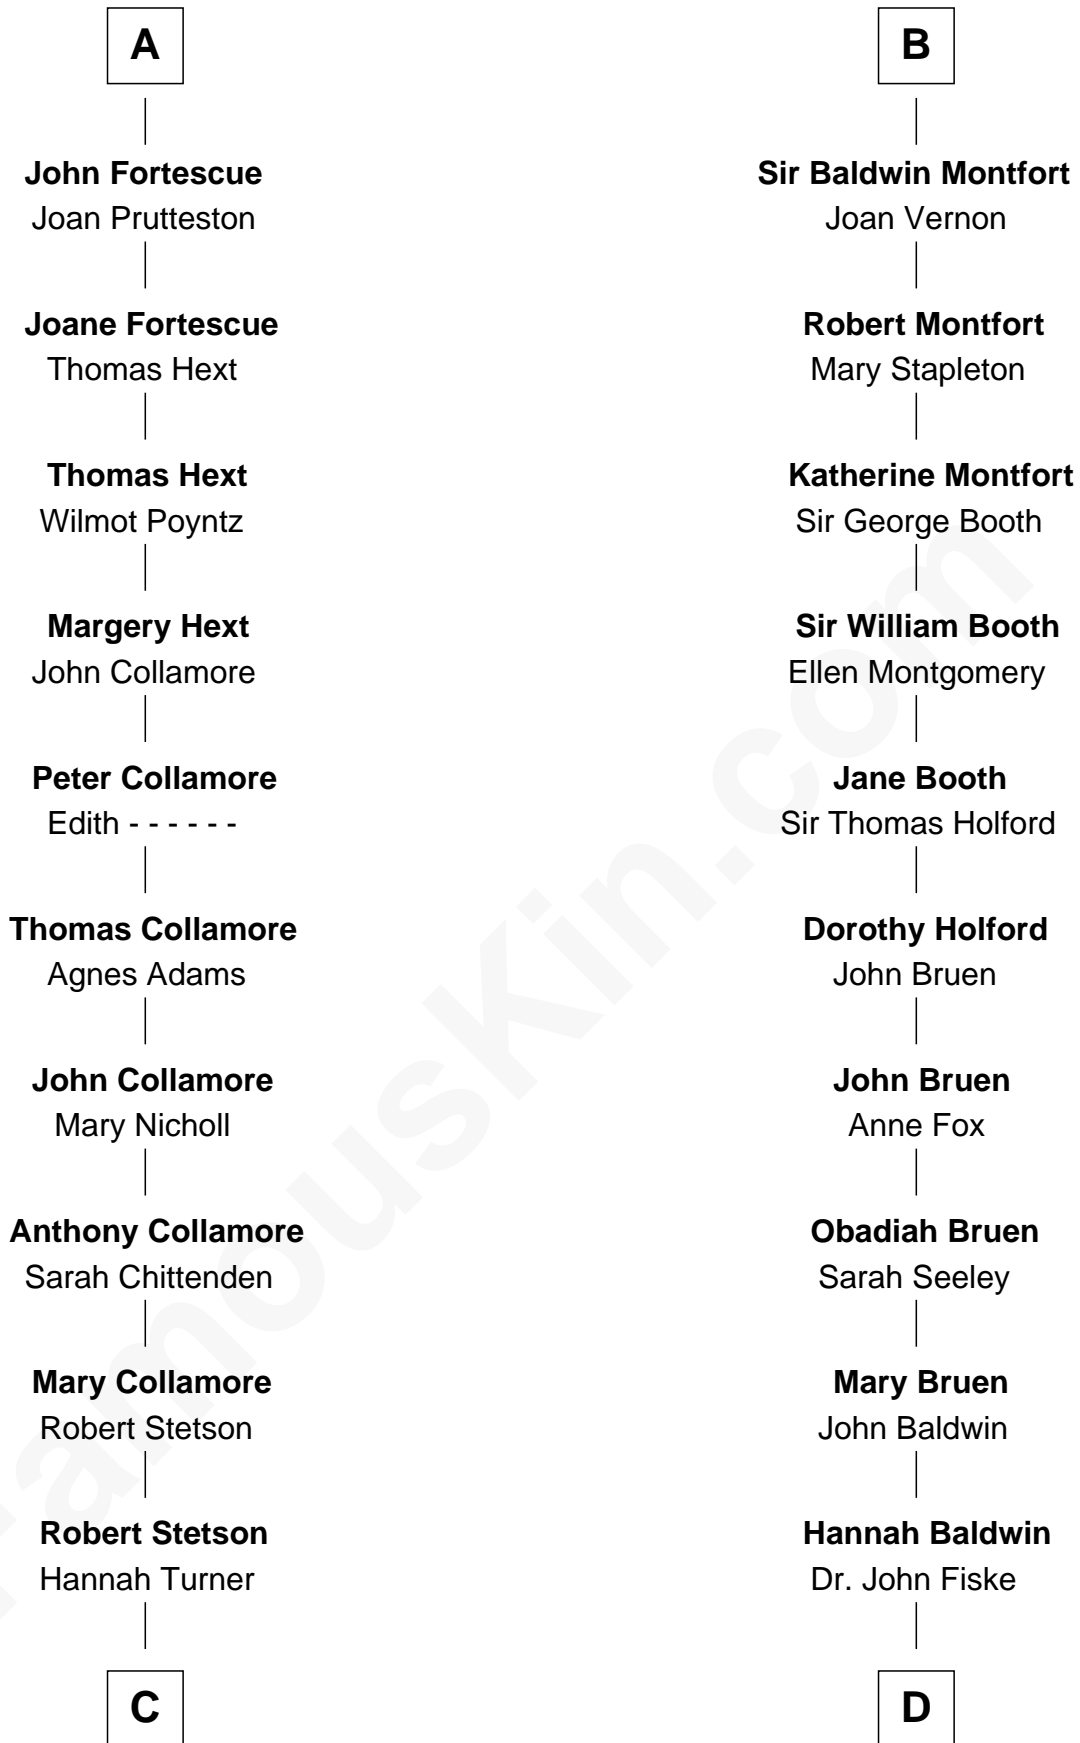 A
John Fortescue
Joan Prutteston
Joane Fortescue
Thomas Hext
Thomas Hext
Wilmot Poyntz
Margery Hext
John Collamore
Peter Collamore
Edith - - - - - -
Thomas Collamore
Agnes Adams
John Collamore
Mary Nicholl
Anthony Collamore
Sarah Chittenden
Mary Collamore
Robert Stetson
Robert Stetson
Hannah Turner
C
B
Sir Baldwin Montfort
Joan Vernon
Robert Montfort
Mary Stapleton
Katherine Montfort
Sir George Booth
Sir William Booth
Ellen Montgomery
Jane Booth
Sir Thomas Holford
Dorothy Holford
John Bruen
John Bruen
Anne Fox
Obadiah Bruen
Sarah Seeley
Mary Bruen
John Baldwin
Hannah Baldwin
Dr. John Fiske
D
FamousKin.com